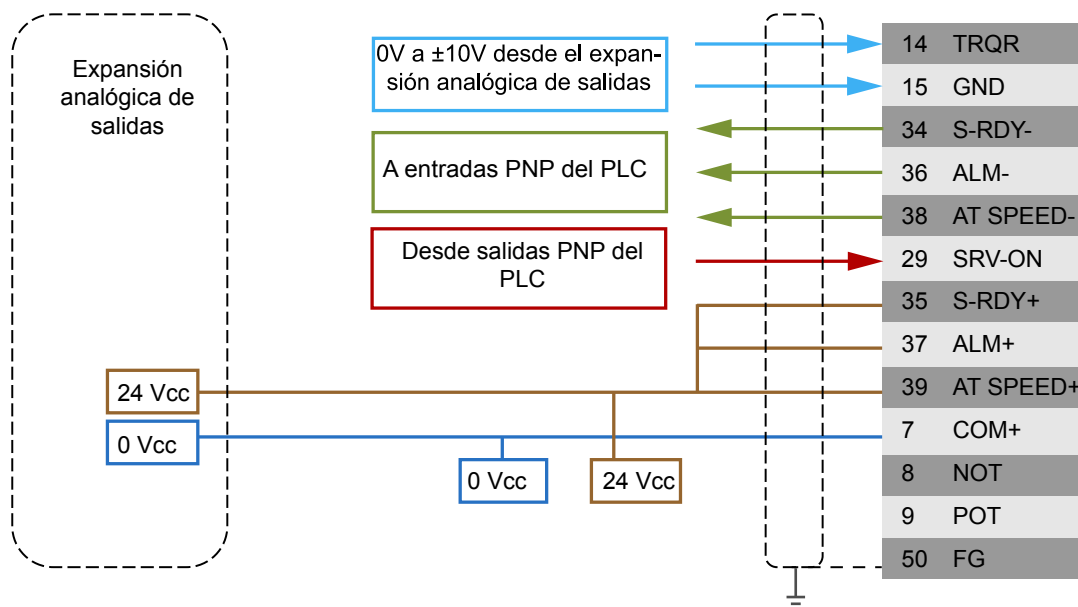 Expansión
analógica de
salidas
0V a ±10V desde el expan-
sión analógica de salidas
A entradas PNP del PLC
Desde salidas PNP del
PLC
24 Vcc
0 Vcc
0 Vcc
24 Vcc
14 TRQR
15 GND
34 S-RDY-
36 ALM-
38 AT SPEED-
29 SRV-ON
35 S-RDY+
37 ALM+
39 AT SPEED+
7 COM+
8 NOT
9 POT
50 FG